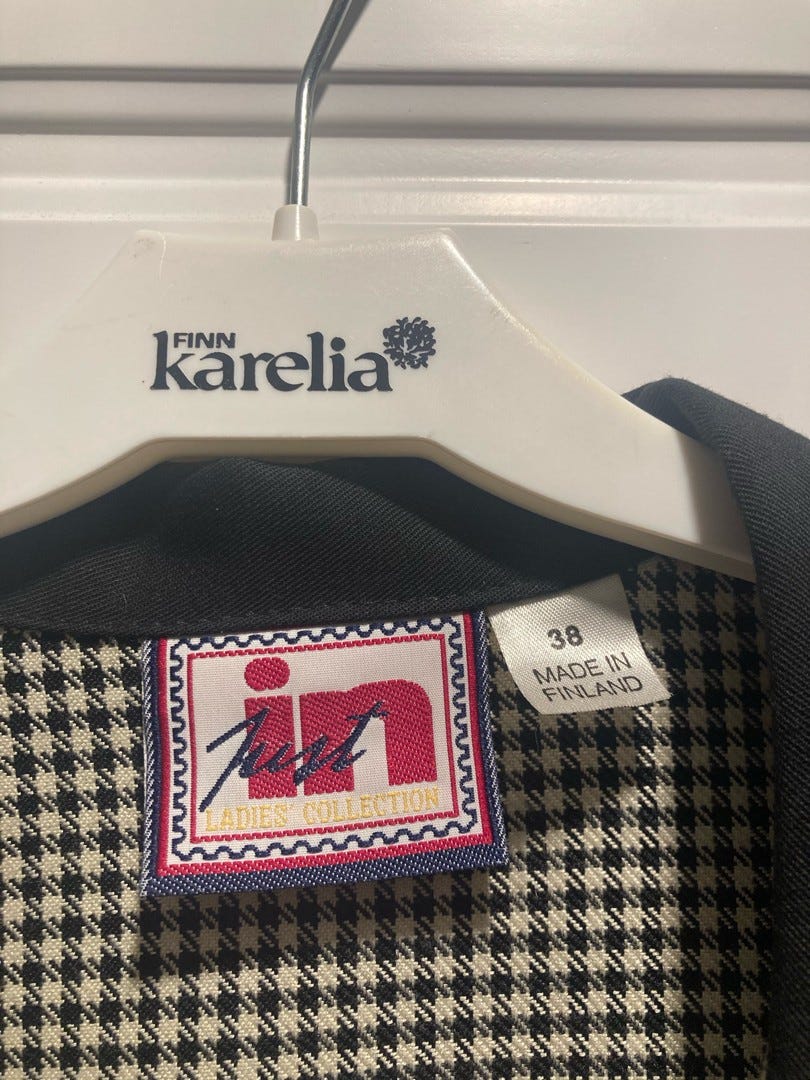 FINN
karelia
in
Just
LADIES' COLLECTION
38
MADE IN
FINLAND